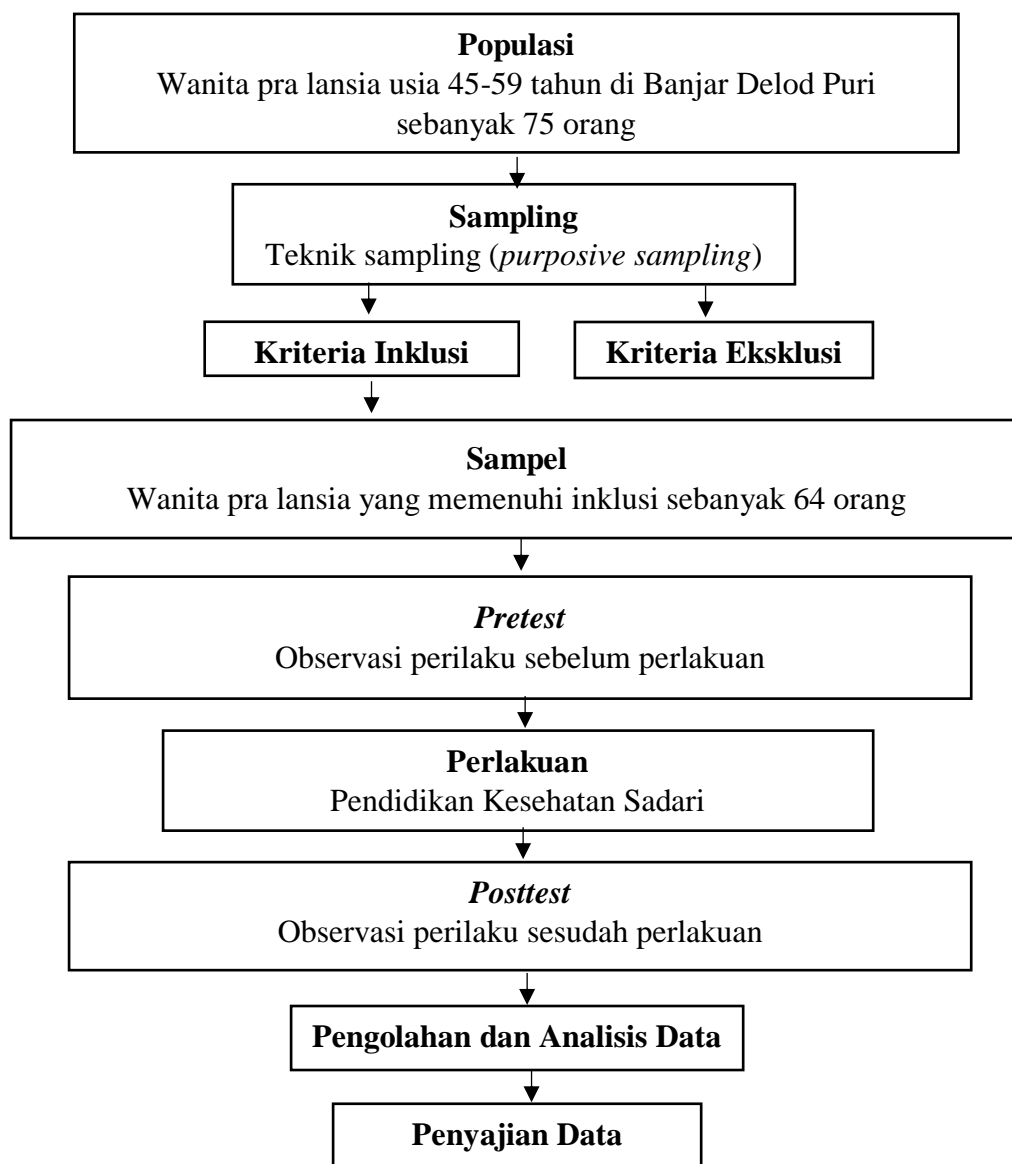 Populasi
Wanita pra lansia usia 45-59 tahun di Banjar Delod Puri
sebanyak 75 orang
Sampling
Teknik sampling (purposive sampling)
Kriteria Inklusi
Kriteria Eksklusi
Sampel
Wanita pra lansia yang memenuhi inklusi sebanyak 64 orang
Pretest
Observasi perilaku sebelum perlakuan
Perlakuan
Pendidikan Kesehatan Sadari
Posttest
Observasi perilaku sesudah perlakuan
Pengolahan dan Analisis Data
Penyajian Data